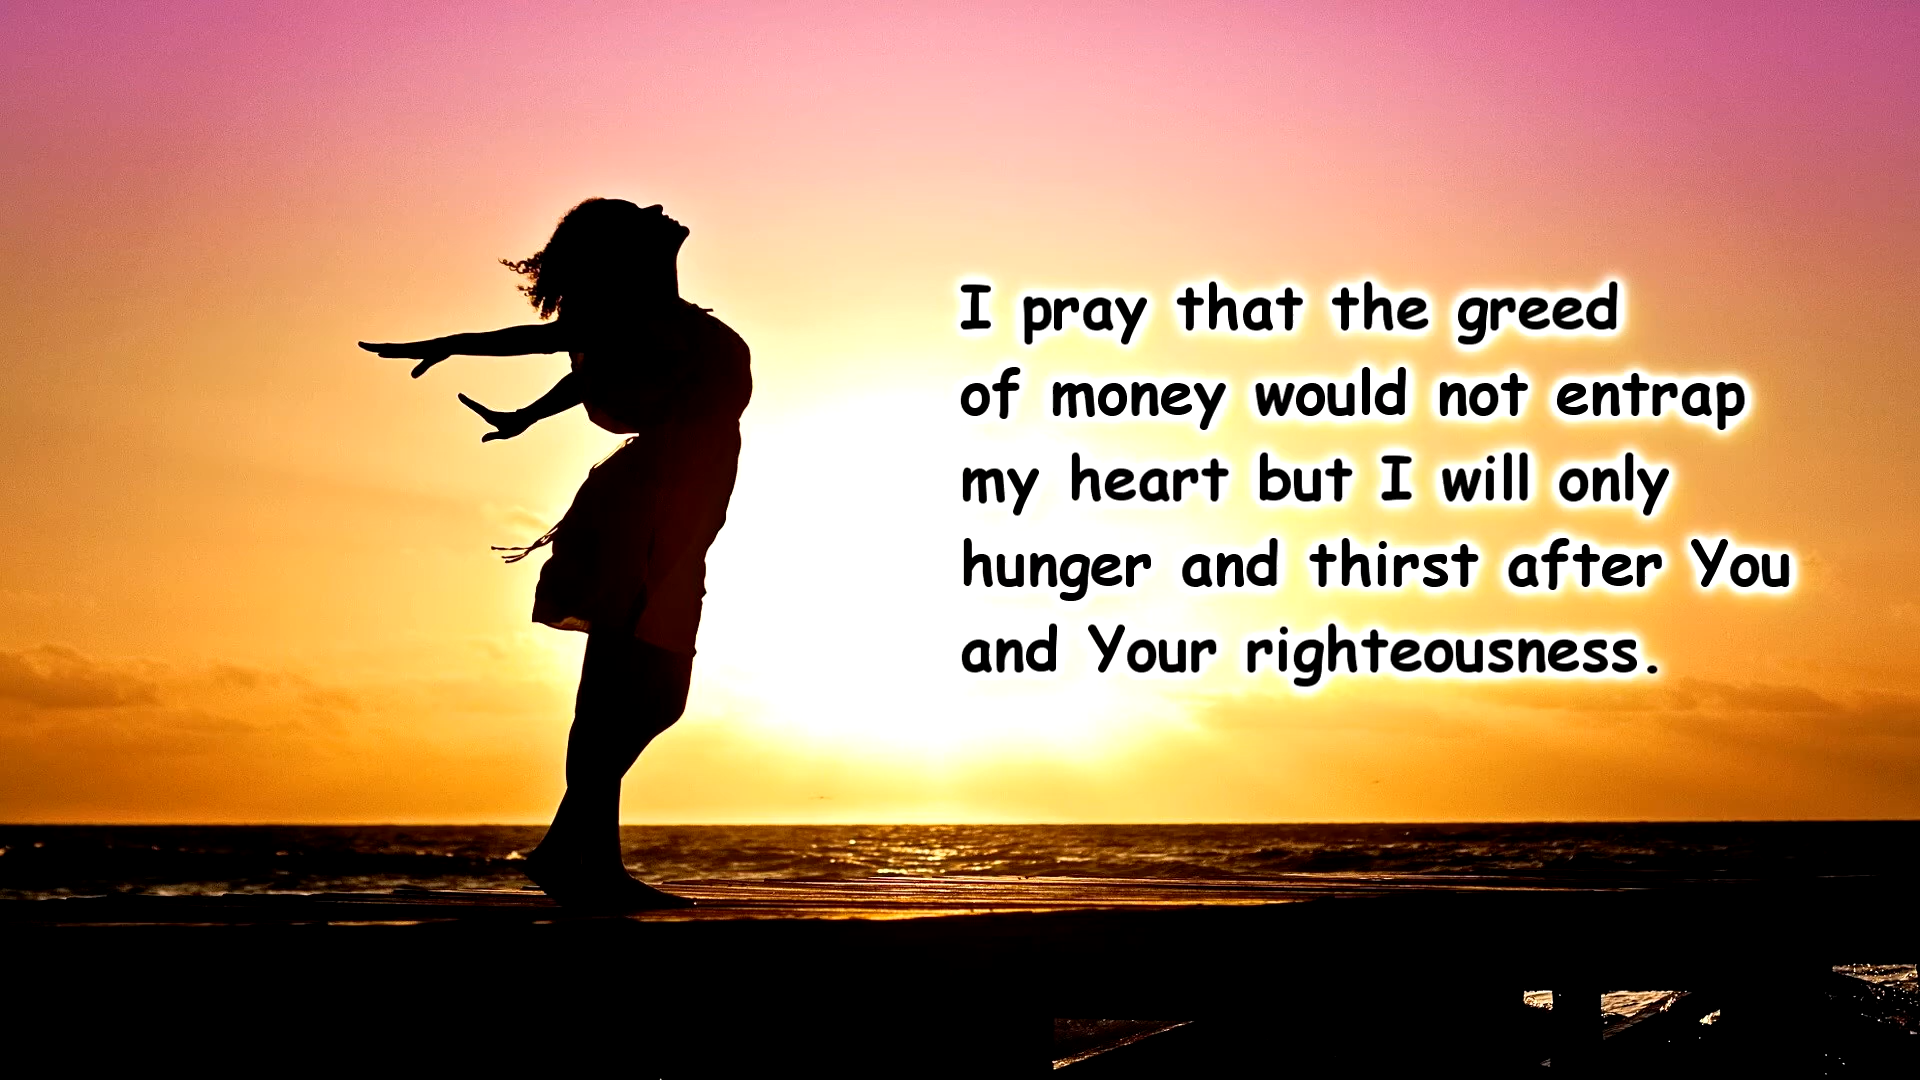 I pray that the greed
of money would not entrap
my heart but I will only
hunger and thirst after You
and Your righteousness.